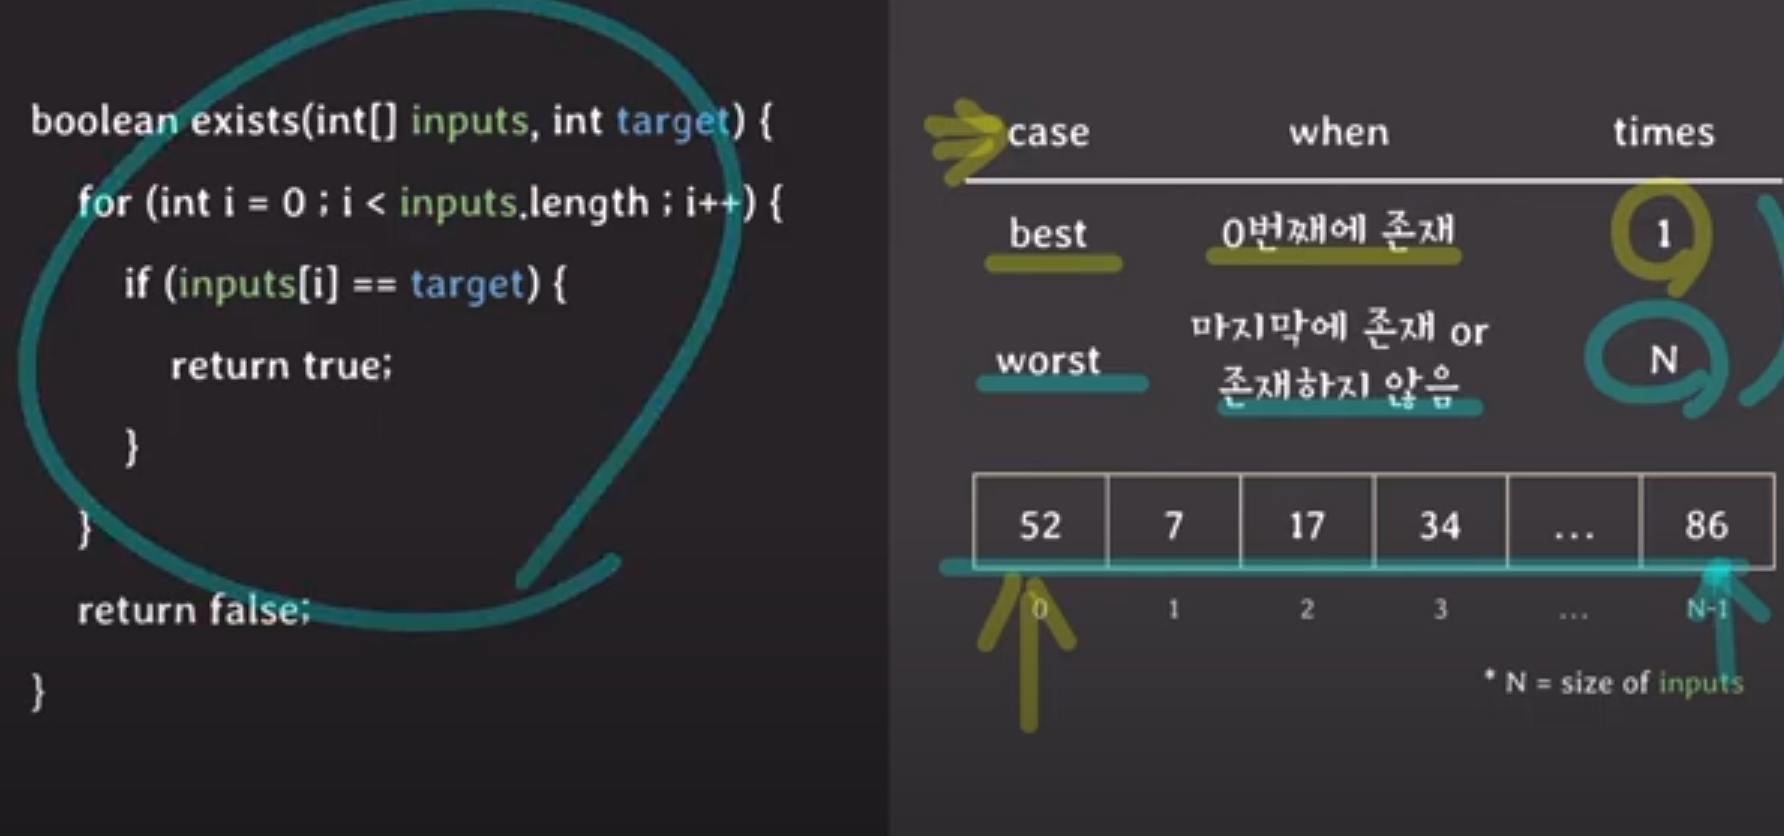 boolean exists(int[] inputs, int target) {
for (int i = 0 ; i < inputs.length ; i++) {
if (inputs[i] == target) {
return true;
}
}
return false;
}
case when times
best 0번째에 존재 1
마지막에 존재 or
worst N
존재하지 않음
52 7 17 34 ... 86
0 1 2 3 ... N-1
* N = size of inputs